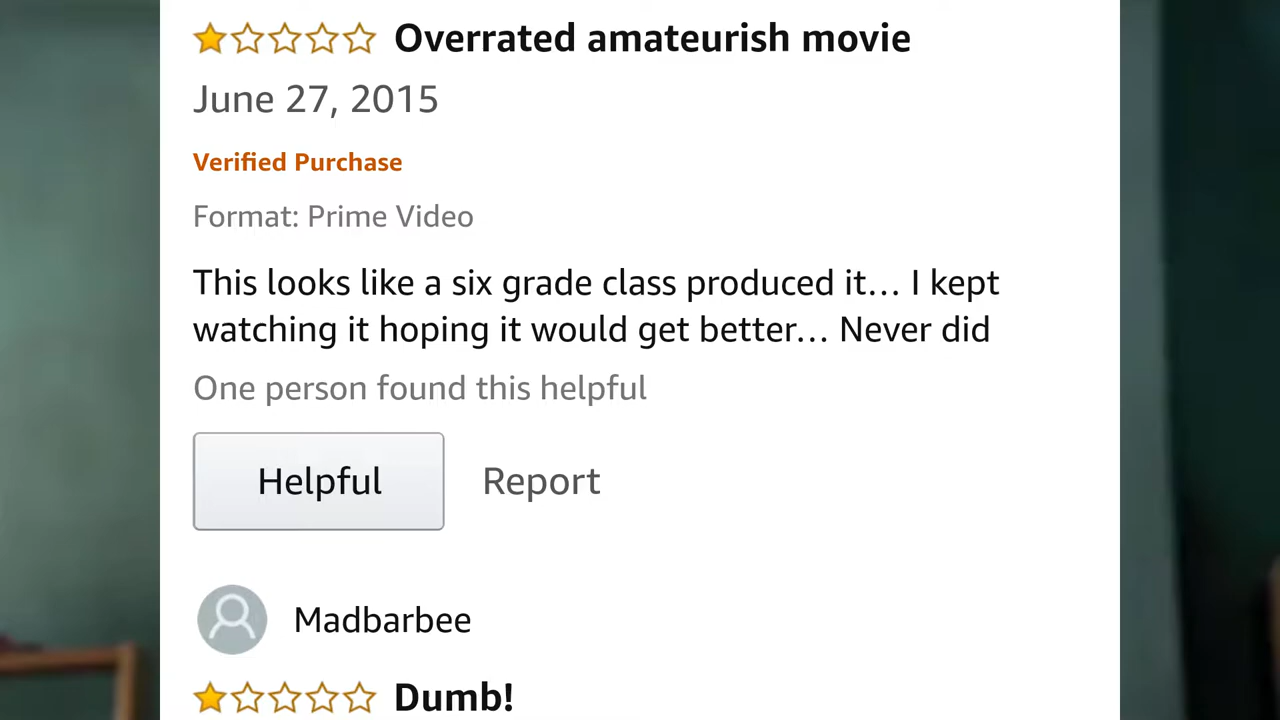 Overrated amateurish movie
June 27, 2015
Verified Purchase
Format: Prime Video
This looks like a six grade class produced it… I kept
watching it hoping it would get better… Never did
One person found this helpful
Helpful Report
Madbarbee
Dumb!